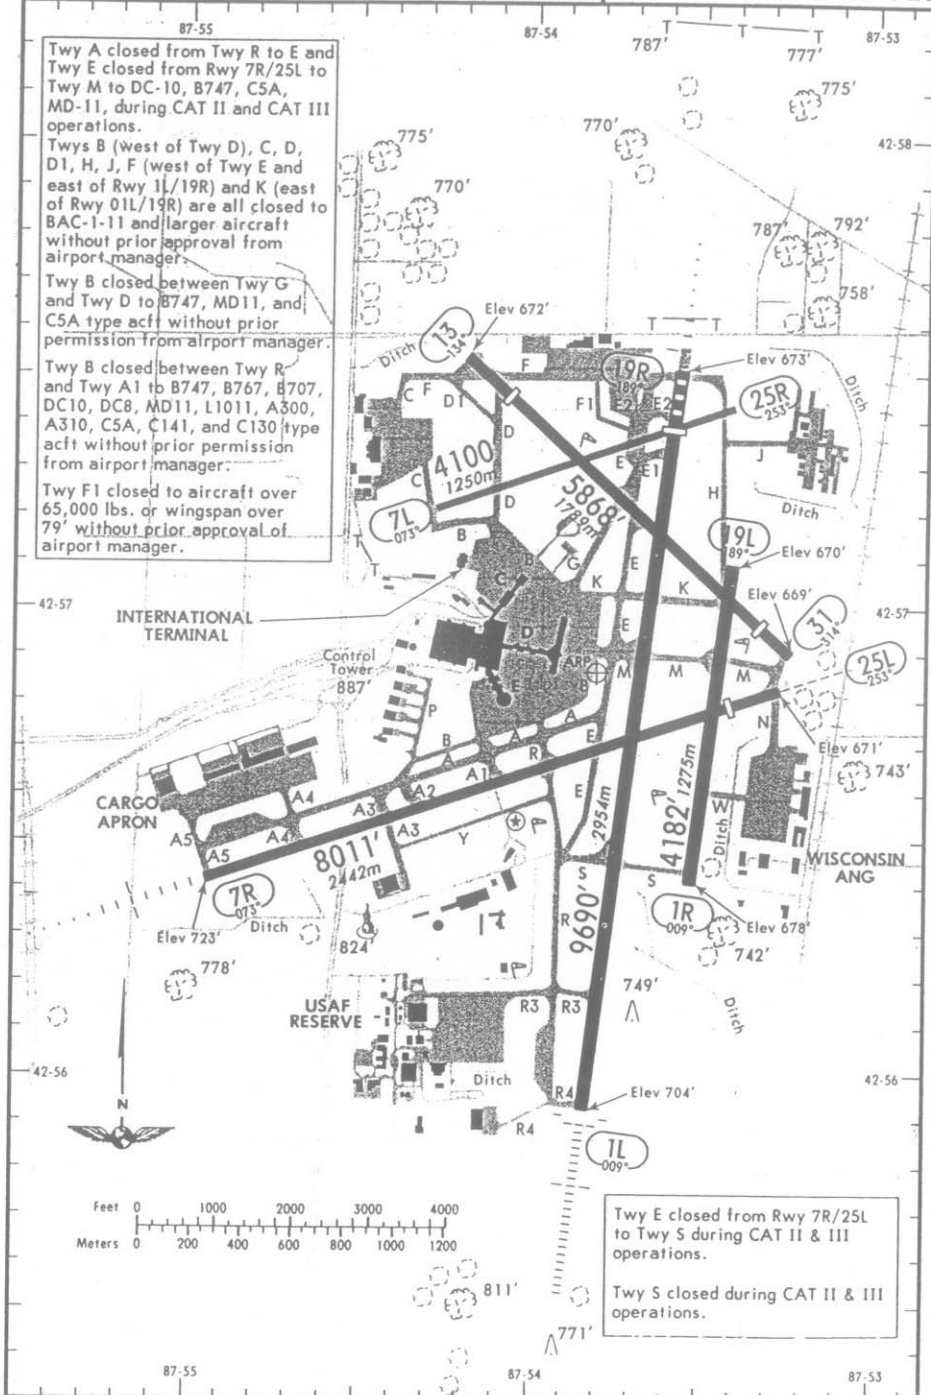 87-55
87-54
87-53
787'
777'
T
T
T
Twy A closed from Twy R to E and
Twy E closed from Rwy 7R/25L to
Twy M to DC-10, B747, C5A,
MD-11, during CAT II and CAT III
operations.
Twys B (west of Twy D), C, D,
D1, H, J, F (west of Twy E and
east of Rwy 1L/19R) and K (east
of Rwy 01L/19R) are all closed to
BAC-1-11 and larger aircraft
without prior approval from
airport manager.
Twy B closed between Twy G
and Twy D to B747, MD11, and
C5A type acft without prior
permission from airport manager.
Twy B closed between Twy R
and Twy A1 to B747, B767, B707,
DC10, DC8, MD11, L1011, A300,
A310, C5A, C141, and C130 type
acft without prior permission
from airport manager.
Twy F1 closed to aircraft over
65,000 lbs. or wingspan over
79' without prior approval of
airport manager.
775'
770'
770'
775'
42-58
42-58
787'
792'
758'
T
T
Elev 672'
Ditch
13
134°
F
19R
189°
Elev 673'
25R
253°
Ditch
C
F
D1
D
F1
E2
E2
E
E1
J
H
Ditch
4100
1250m
C
D
7L
073°
B
T
T
5868'
1789m
G
B
C
K
E
K
19L
189°
Elev 670'
Elev 669'
31
314°
25L
253°
42-57
42-57
INTERNATIONAL
TERMINAL
D
E
ARP
E
M
M
M
N
Elev 671'
743'
Control
Tower
887'
P
B
A
A
A
R
E
A1
A2
CARGO
APRON
A4
A3
A5
A4
A3
A5
Y
E
8011'
2442m
7R
073°
Elev 723'
Ditch
778'
824'
S
R
S
9690'
2954m
4182'
1275m
W
Ditch
WISCONSIN
ANG
1R
009°
Elev 678'
742'
749'
Ditch
USAF
RESERVE
R3
R3
Ditch
R4
R4
Elev 704'
42-56
42-56
N
1L
009°
Feet 0 1000 2000 3000 4000
Meters 0 200 400 600 800 1000 1200
Twy E closed from Rwy 7R/25L
to Twy S during CAT II & III
operations.
Twy S closed during CAT II & III
operations.
811'
771'
87-55
87-54
87-53